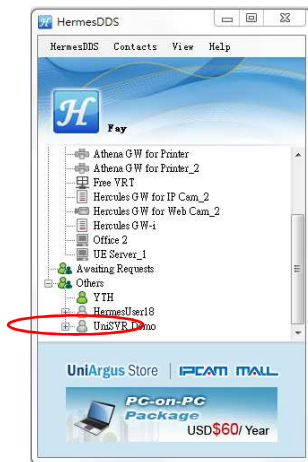 HermesDDS
HermesDDS Contacts View Help
H
Fay
Athena GW for Printer
Athena GW for Printer_2
Free VRT
Hercules GW for IP Cam_2
Hercules GW for Web Cam_2
Hercules GW-i
Office 2
UE Server_1
Awaiting Requests
Others
YTH
HermesUser18
UniSVR Demo
UniArgus Store | IPCAM MALL
PC-on-PC
Package
USD$60/ Year